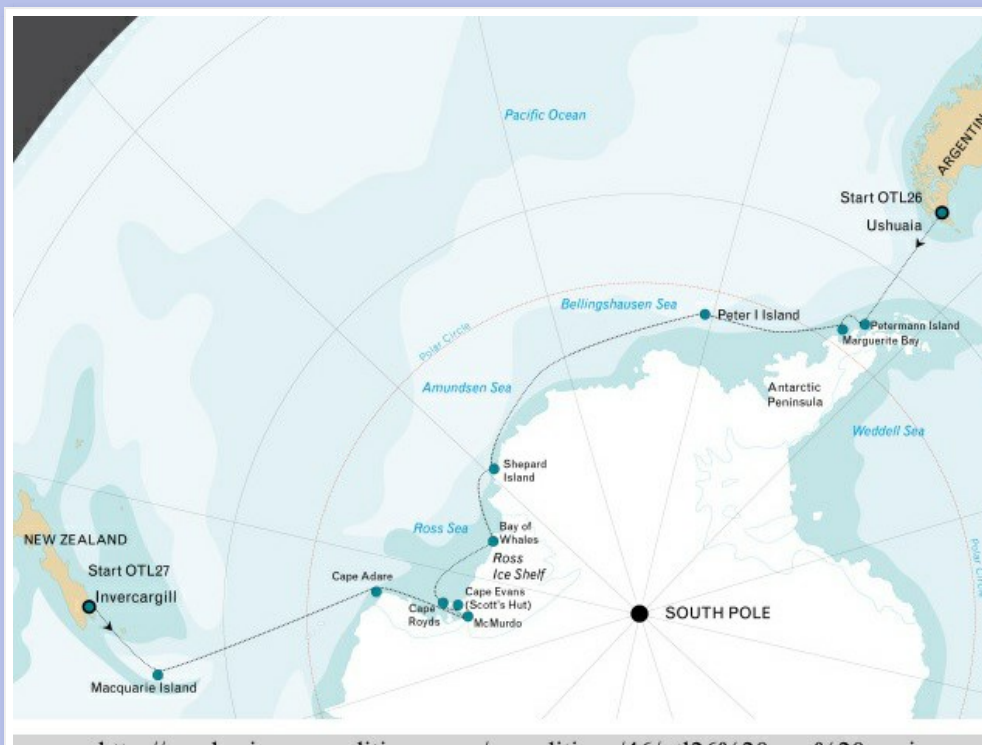 Pacific Ocean
ARGENTIN
Start OTL26
Ushuaia
Bellingshausen Sea
Peter I Island
Petermann Island
Marguerite Bay
Polar Circle
Amundsen Sea
Antarctic
Peninsula
Weddell Sea
Shepard
Island
Ross Sea
Bay of
Whales
NEW ZEALAND
Ross
Ice Shelf
Polar Circle
Start OTL27
Invercargill
Cape Adare
Cape Evans
(Scott's Hut)
Cape
Royds
McMurdo
SOUTH POLE
Macquarie Island